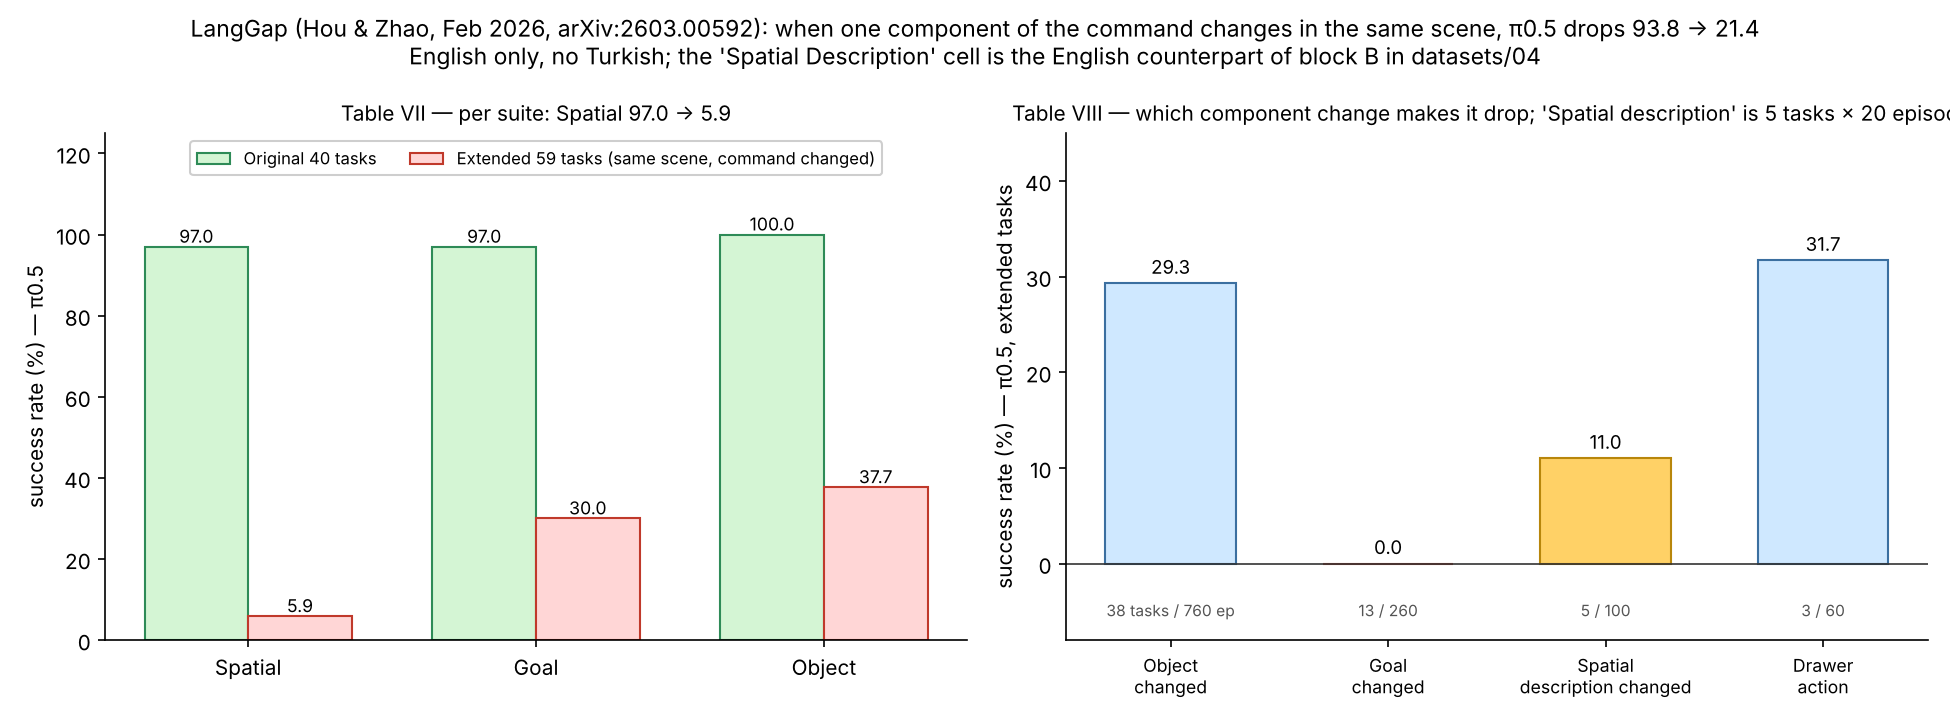 LangGap (Hou & Zhao, Feb 2026, arXiv:2603.00592): when one component of the command changes in the same scene, π0.5 drops 93.8 → 21.4
English only, no Turkish; the 'Spatial Description' cell is the English counterpart of block B in datasets/04
Table VII — per suite: Spatial 97.0 → 5.9
success rate (%) — π0.5
120
100
80
60
40
20
0
Original 40 tasks
Extended 59 tasks (same scene, command changed)
97.0
5.9
97.0
30.0
100.0
37.7
Spatial
Goal
Object
Table VIII — which component change makes it drop; 'Spatial description' is 5 tasks × 20
success rate (%) — π0.5, extended tasks
40
30
20
10
0
29.3
0.0
11.0
31.7
38 tasks / 760 ep
13 / 260
5 / 100
3 / 60
Object
changed
Goal
changed
Spatial
description changed
Drawer
action